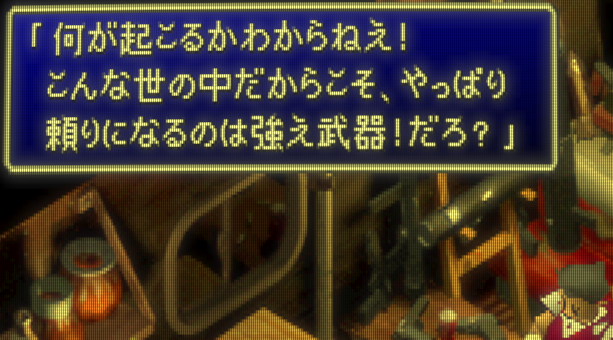 「何が起こるかわからねえ！
こんな世の中だからこそ、やっぱり
頼りになるのは強え武器！だろ？」